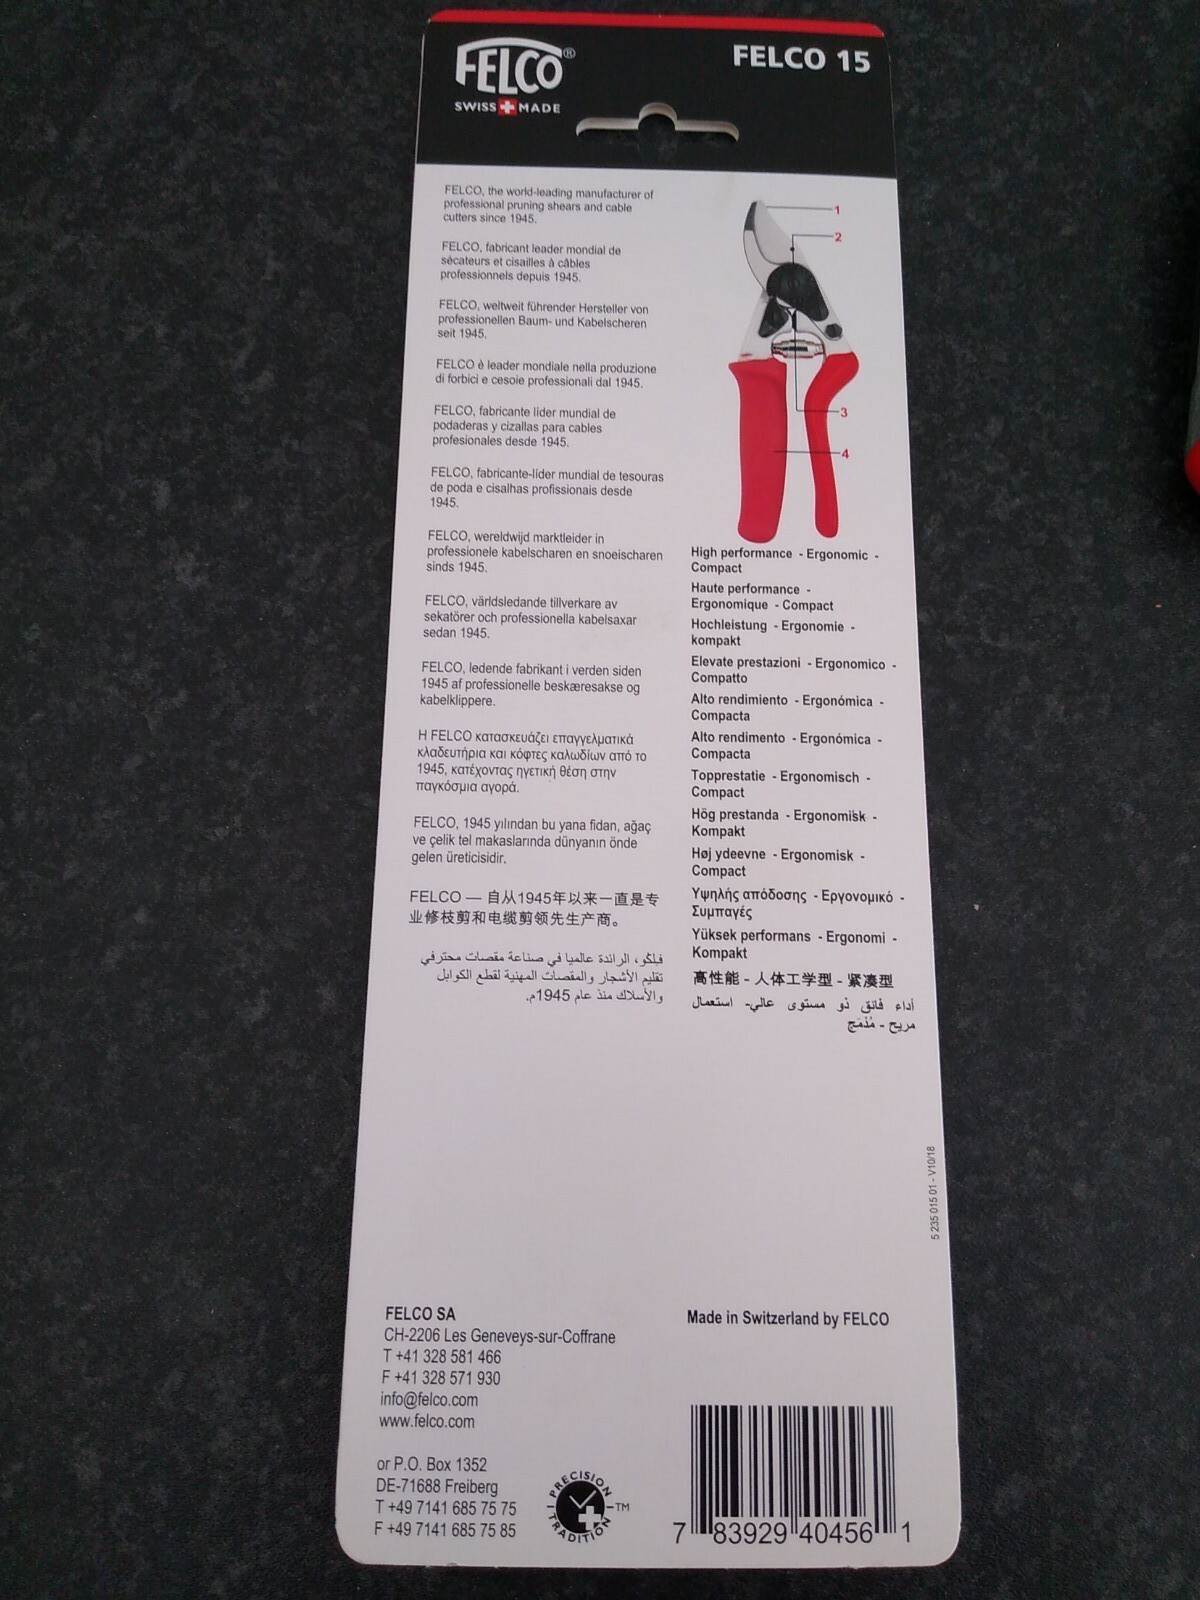 FELCO®
SWISS MADE
FELCO 15
FELCO, the world-leading manufacturer of
professional pruning shears and cable
cutters since 1945.
FELCO, fabricant leader mondial de
sécateurs et cisailles à câbles
professionnels depuis 1945.
FELCO, weltweit führender Hersteller von
professionellen Baum- und Kabelscheren
seit 1945.
FELCO è leader mondiale nella produzione
di forbici e cesoie professionali dal 1945.
FELCO, fabricante líder mundial de
podaderas y cizallas para cables
profesionales desde 1945.
FELCO, fabricante-líder mundial de tesouras
de poda e cisalhas profissionais desde
1945.
FELCO, wereldwijd marktleider in
professionele kabelscharen en snoeischaren
sinds 1945.
FELCO, världsledande tillverkare av
sekatörer och professionella kabelsaxar
sedan 1945.
FELCO, ledende fabrikant i verden siden
1945 af professionelle beskæresakse og
kabelklippere.
Η FELCO κατασκευάζει επαγγελματικά
κλαδευτήρια και κόφτες καλωδίων από το
1945, κατέχοντας ηγετική θέση στην
παγκόσμια αγορά.
FELCO, 1945 yılından bu yana fidan, ağaç
ve çelik tel makaslarında dünyanın önde
gelen üreticisidir.
FELCO — 自从1945年以来一直是专
业修枝剪和电缆剪领先生产商。
فِلكُو، الرائدة عالميا في صناعة مقصات محترفي
تقليم الأشجار والمقصات المهنية لقطع الكوابل
والأسلاك منذ عام 1945م.
1
2
3
4
High performance - Ergonomic -
Compact
Haute performance -
Ergonomique - Compact
Hochleistung - Ergonomie -
kompakt
Elevate prestazioni - Ergonomico -
Compatto
Alto rendimiento - Ergonómica -
Compacta
Alto rendimento - Ergonómica -
Compacta
Topprestatie - Ergonomisch -
Compact
Hög prestanda - Ergonomisk -
Kompakt
Høj ydeevne - Ergonomisk -
Compact
Υψηλής απόδοσης - Εργονομικό -
Συμπαγές
Yüksek performans - Ergonomi -
Kompakt
高性能 - 人体工学型 - 紧凑型
أداء فائق ذو مستوى عالي- استعمال
مريح - مُدْمَج
5 235 015 01 - V10/18
FELCO SA
CH-2206 Les Geneveys-sur-Coffrane
T +41 328 581 466
F +41 328 571 930
info@felco.com
www.felco.com
or P.O. Box 1352
DE-71688 Freiberg
T +49 7141 685 75 75
F +49 7141 685 75 85
PRECISION
TRADITION
TM
Made in Switzerland by FELCO
7 83929 40456 1